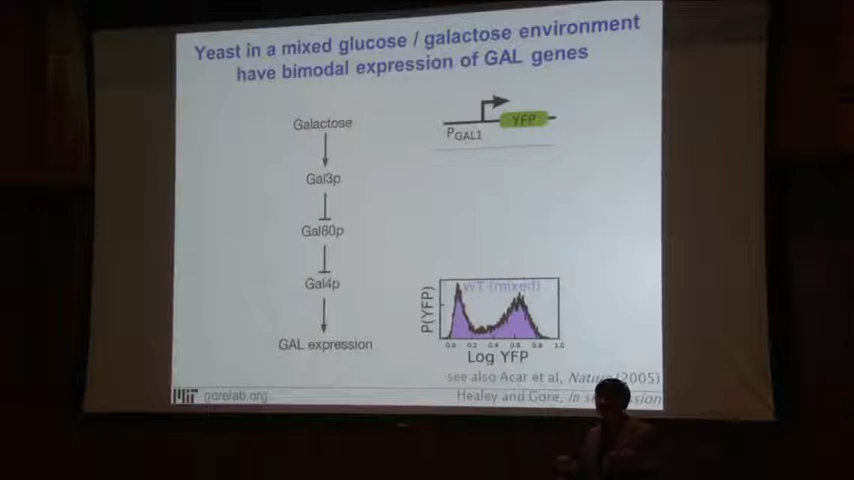 Yeast in a mixed glucose / galactose environment
have bimodal expression of GAL genes
Galactose
Gal3p
Gal80p
Gal4p
GAL expression
YFP
PGAL1
WT (mixed)
P(YFP)
0.0 0.2 0.4 0.6 0.8 1.0
Log YFP
see also Acar et al, Nature (2005)
Healey and Gore, in
MIT gorelab.org